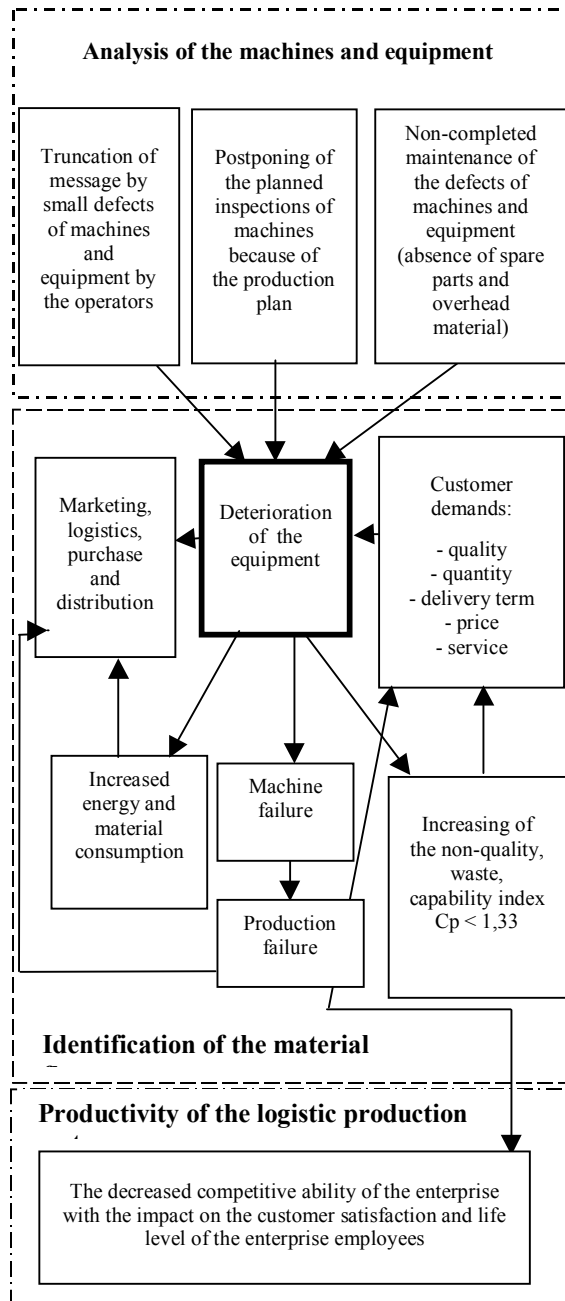 Analysis of the machines and equipment
Truncation of
message by
small defects
of machines
and
equipment by
the operators
Postponing of
the planned
inspections of
machines
because of
the production
plan
Non-completed
maintenance of
the defects of
machines and
equipment
(absence of spare
parts and
overhead
material)
Marketing,
logistics,
purchase
and
distribution
Deterioration
of the
equipment
Customer
demands:
- quality
- quantity
- delivery term
- price
- service
Increased
energy and
material
consumption
Machine
failure
Increasing of
the non-quality,
waste,
capability index
Cp < 1,33
Production
failure
Identification of the material
Productivity of the logistic production
The decreased competitive ability of the enterprise
with the impact on the customer satisfaction and life
level of the enterprise employees